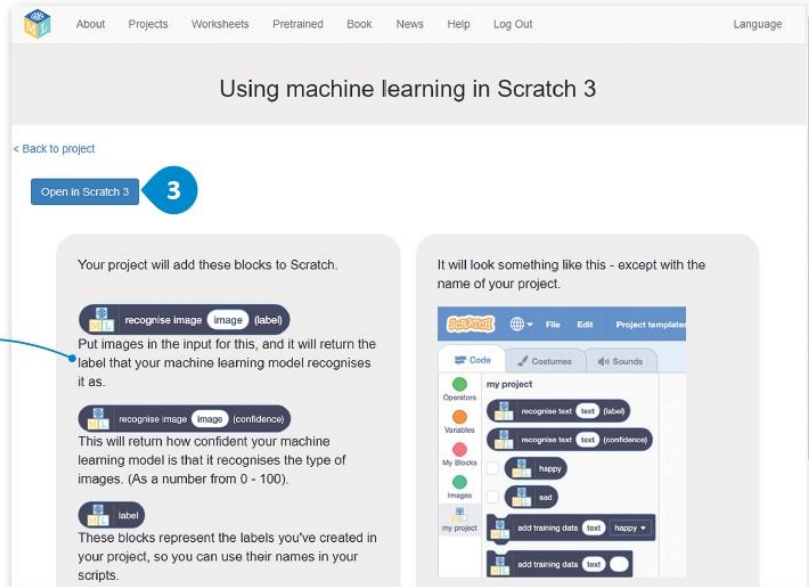 About Projects Worksheets Pretrained Book News Help Log Out Language
Using machine learning in Scratch 3
< Back to project
Open in Scratch 3
3
Your project will add these blocks to Scratch.
recognise image image (label)
Put images in the input for this, and it will return the
label that your machine learning model recognises
it as.
recognise image image (confidence)
This will return how confident your machine
learning model is that it recognises the type of
images. (As a number from 0 - 100).
label
These blocks represent the labels you've created in
your project, so you can use their names in your
scripts.
It will look something like this - except with the
name of your project.
SCRATCH File Edit Project templates
Code Costumes Sounds
my project
Operators
Variables
My Blocks
Images
my project
recognise text text (label)
recognise text text (confidence)
happy
sad
add training data text happy
add training data text